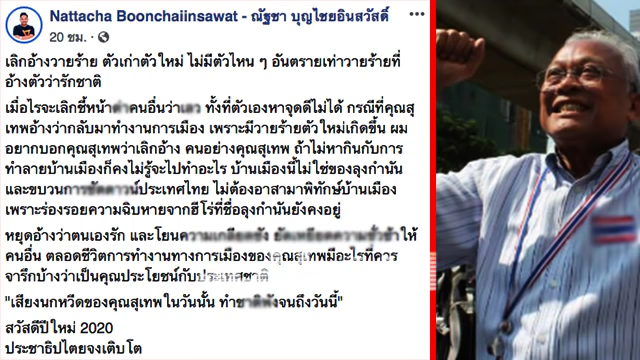 Nattacha Boonchaiinsawat - ณัฐชา บุญไชยอินสวัสดิ์
20 ชม.
เลิกอ้างวายร้าย ตัวเก่าตัวใหม่ ไม่มีตัวไหน ๆ อันตรายเท่าวายร้ายที่
อ้างตัวว่ารักชาติ
เมื่อไรจะเลิกชี้หน้า คนอื่นว่า ทั้งที่ตัวเองหาจุดดีไม่ได้ กรณีที่คุณสุ
เทพอ้างว่ากลับมาทำงานการเมือง เพราะมีวายร้ายตัวใหม่เกิดขึ้น ผม
อยากบอกคุณสุเทพว่าเลิกอ้าง คนอย่างคุณสุเทพ ถ้าไม่หากินกับการ
ทำลายบ้านเมืองก็คงไม่รู้จะไปทำอะไร บ้านเมืองนี้ไม่ใช่ของลุงกำนัน
และขบวน ประเทศไทย ไม่ต้องอาสามาพิทักษ์บ้านเมือง
เพราะร่องรอยความฉิบหายจากฮีโร่ที่ชื่อลุงกำนันยังคงอยู่
หยุดอ้างว่าตนเองรัก และโยน ให้
คนอื่น ตลอดชีวิตการทำงานทางการเมืองของคุณสุเทพมีอะไรที่ควร
จารึกบ้างว่าเป็นคุณประโยชน์กับประเทศชาติ
"เสียงนกหวีดของคุณสุเทพในวันนั้น ทำ จนถึงวันนี้"
สวัสดีปีใหม่ 2020
ประชาธิปไตยจงเติบโต